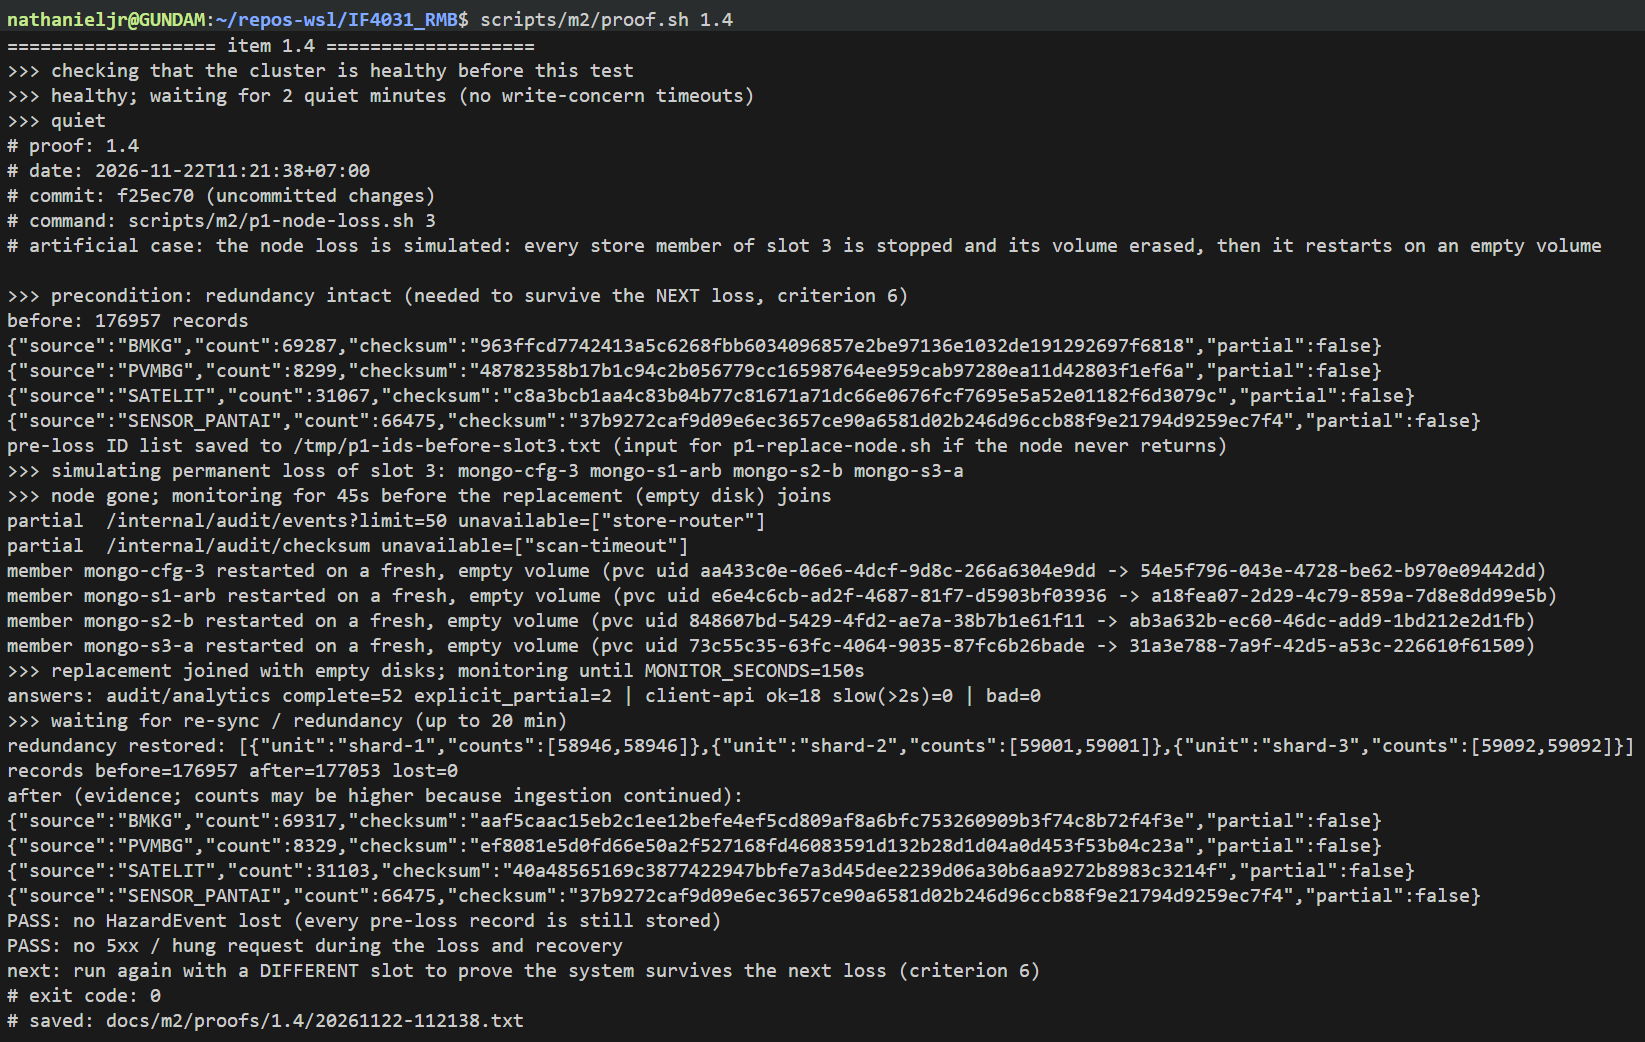 nathanieljr@GUNDAM:~/repos-wsl/IF4031_RMB$ scripts/m2/proof.sh 1.4
=================== item 1.4 ===================
>>> checking that the cluster is healthy before this test
>>> healthy; waiting for 2 quiet minutes (no write-concern timeouts)
>>> quiet
# proof: 1.4
# date: 2026-11-22T11:21:38+07:00
# commit: f25ec70 (uncommitted changes)
# command: scripts/m2/p1-node-loss.sh 3
# artificial case: the node loss is simulated: every store member of slot 3 is stopped and its volume erased, then it restarts on an empty volume

>>> precondition: redundancy intact (needed to survive the NEXT loss, criterion 6)
before: 176957 records
{"source":"BMKG","count":69287,"checksum":"963ffcd7742413a5c6268fbb6034096857e2be97136e1032de191292697f6818","partial":false}
{"source":"PVMBG","count":8299,"checksum":"48782358b17b1c94c2b056779cc16598764ee959cab97280ea11d42803f1ef6a","partial":false}
{"source":"SATELIT","count":31067,"checksum":"c8a3bcb1aa4c83b04b77c81671a71dc66e0676fcf7695e5a52e01182f6d3079c","partial":false}
{"source":"SENSOR_PANTAI","count":66475,"checksum":"37b9272caf9d09e6ec3657ce90a6581d02b246d96ccb88f9e21794d9259ec7f4","partial":false}
pre-loss ID list saved to /tmp/p1-ids-before-slot3.txt (input for p1-replace-node.sh if the node never returns)
>>> simulating permanent loss of slot 3: mongo-cfg-3 mongo-s1-arb mongo-s2-b mongo-s3-a
>>> node gone; monitoring for 45s before the replacement (empty disk) joins
partial  /internal/audit/events?limit=50 unavailable=["store-router"]
partial  /internal/audit/checksum unavailable=["scan-timeout"]
member mongo-cfg-3 restarted on a fresh, empty volume (pvc uid aa433c0e-06e6-4dcf-9d8c-266a6304e9dd -> 54e5f796-043e-4728-be62-b970e09442dd)
member mongo-s1-arb restarted on a fresh, empty volume (pvc uid e6e4c6cb-ad2f-4687-81f7-d5903bf03936 -> a18fea07-2d29-4c79-859a-7d8e8dd99e5b)
member mongo-s2-b restarted on a fresh, empty volume (pvc uid 848607bd-5429-4fd2-ae7a-38b7b1e61f11 -> ab3a632b-ec60-46dc-add9-1bd212e2d1fb)
member mongo-s3-a restarted on a fresh, empty volume (pvc uid 73c55c35-63fc-4064-9035-87fc6b26bade -> 31a3e788-7a9f-42d5-a53c-226610f61509)
>>> replacement joined with empty disks; monitoring until MONITOR_SECONDS=150s
answers: audit/analytics complete=52 explicit_partial=2 | client-api ok=18 slow(>2s)=0 | bad=0
>>> waiting for re-sync / redundancy (up to 20 min)
redundancy restored: [{"unit":"shard-1","counts":[58946,58946]},{"unit":"shard-2","counts":[59001,59001]},{"unit":"shard-3","counts":[59092,59092]}]
records before=176957 after=177053 lost=0
after (evidence; counts may be higher because ingestion continued):
{"source":"BMKG","count":69317,"checksum":"aaf5caac15eb2c1ee12befe4ef5cd809af8a6bfc753260909b3f74c8b72f4f3e","partial":false}
{"source":"PVMBG","count":8329,"checksum":"ef8081e5d0fd66e50a2f527168fd46083591d132b28d1d04a0d453f53b04c23a","partial":false}
{"source":"SATELIT","count":31103,"checksum":"40a48565169c3877422947bbfe7a3d45dee2239d06a30b6aa9272b8983c3214f","partial":false}
{"source":"SENSOR_PANTAI","count":66475,"checksum":"37b9272caf9d09e6ec3657ce90a6581d02b246d96ccb88f9e21794d9259ec7f4","partial":false}
PASS: no HazardEvent lost (every pre-loss record is still stored)
PASS: no 5xx / hung request during the loss and recovery
next: run again with a DIFFERENT slot to prove the system survives the next loss (criterion 6)
# exit code: 0
# saved: docs/m2/proofs/1.4/20261122-112138.txt